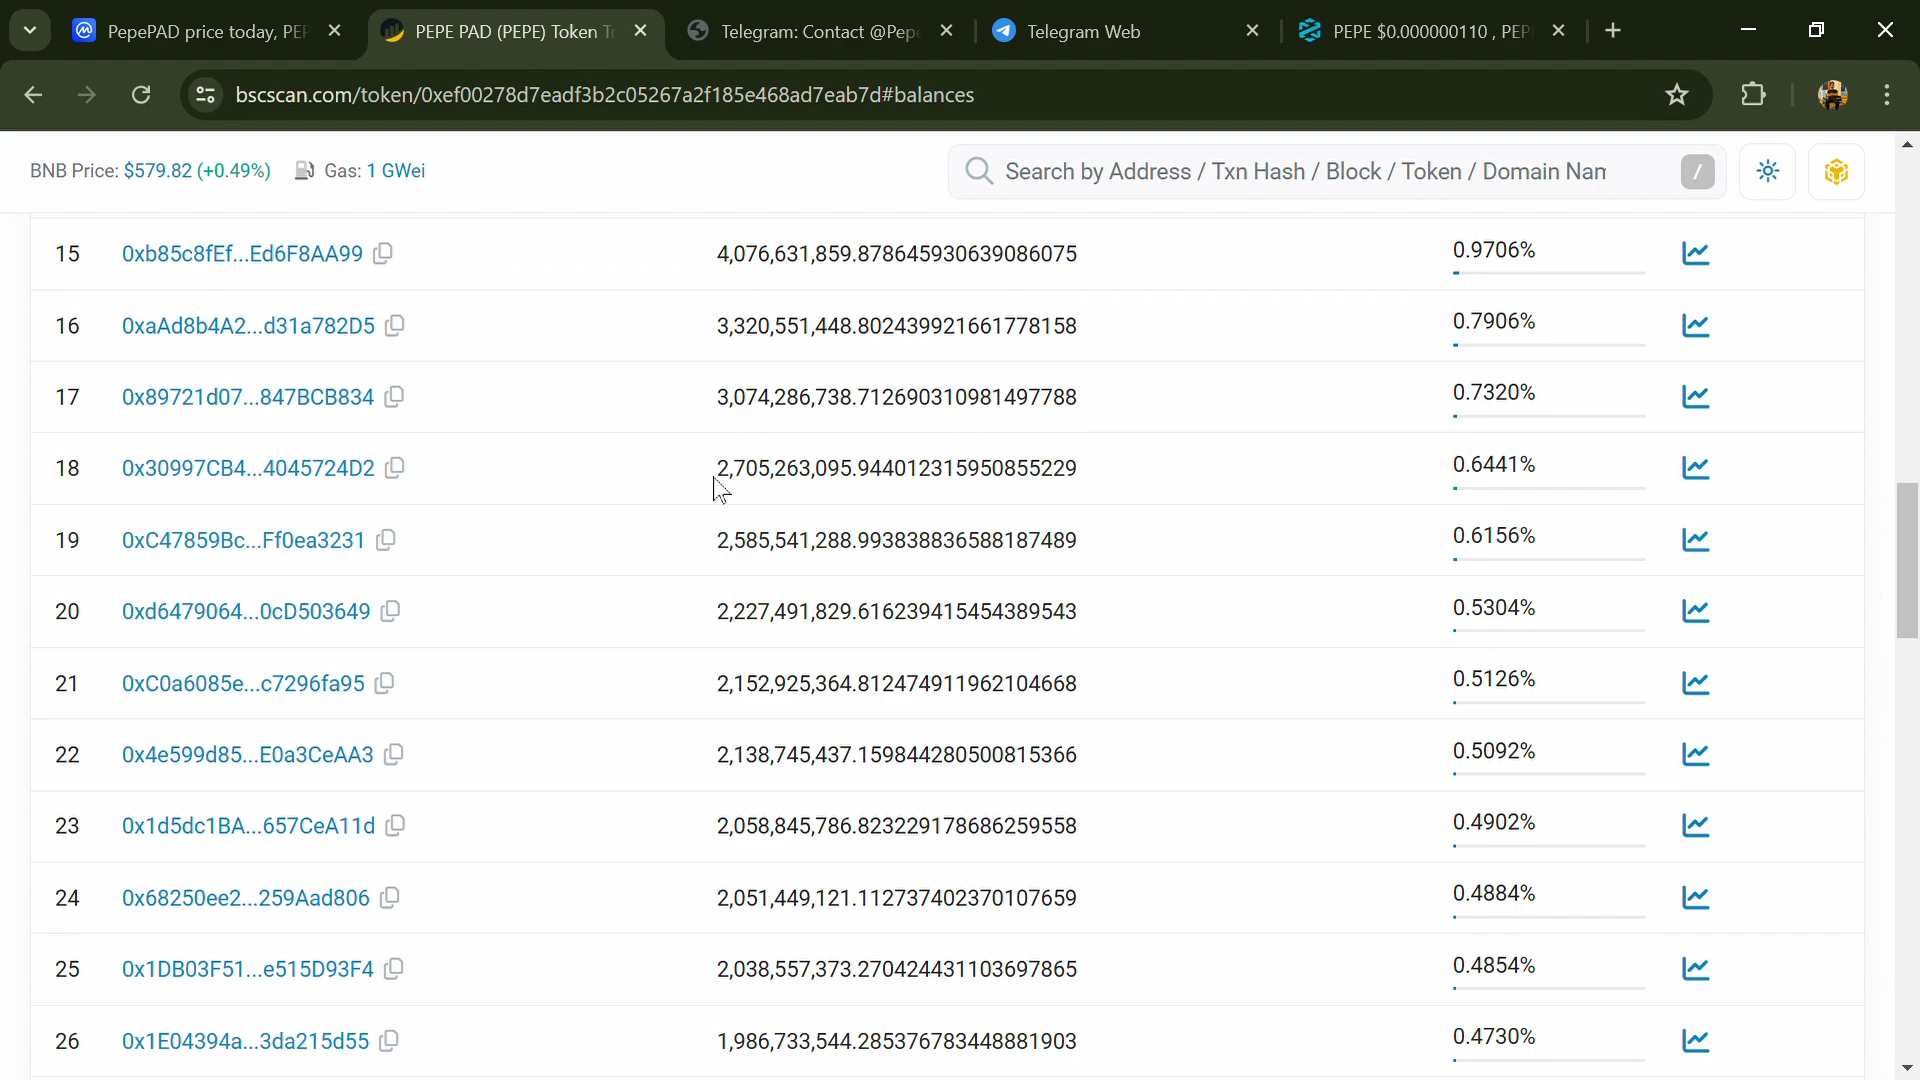 PepePAD price today, PEP
PEPE PAD (PEPE) Token Tr
Telegram: Contact @Pepe
Telegram Web
PEPE $0.000000110 , PEP
bscscan.com/token/0xef00278d7eadf3b2c05267a2f185e468ad7eab7d#balances
BNB Price: $579.82 (+0.49%) Gas: 1 GWei
Search by Address / Txn Hash / Block / Token / Domain Nam /
15 0xb85c8fEf...Ed6F8AA99 4,076,631,859.878645930639086075 0.9706%
16 0xaAd8b4A2...d31a782D5 3,320,551,448.802439921661778158 0.7906%
17 0x89721d07...847BCB834 3,074,286,738.712690310981497788 0.7320%
18 0x30997CB4...4045724D2 2,705,263,095.944012315950855229 0.6441%
19 0xC47859Bc...Ff0ea3231 2,585,541,288.993838836588187489 0.6156%
20 0xd6479064...0cD503649 2,227,491,829.616239415454389543 0.5304%
21 0xC0a6085e...c7296fa95 2,152,925,364.812474911962104668 0.5126%
22 0x4e599d85...E0a3CeAA3 2,138,745,437.159844280500815366 0.5092%
23 0x1d5dc1BA...657CeA11d 2,058,845,786.823229178686259558 0.4902%
24 0x68250ee2...259Aad806 2,051,449,121.112737402370107659 0.4884%
25 0x1DB03F51...e515D93F4 2,038,557,373.270424431103697865 0.4854%
26 0x1E04394a...3da215d55 1,986,733,544.285376783448881903 0.4730%